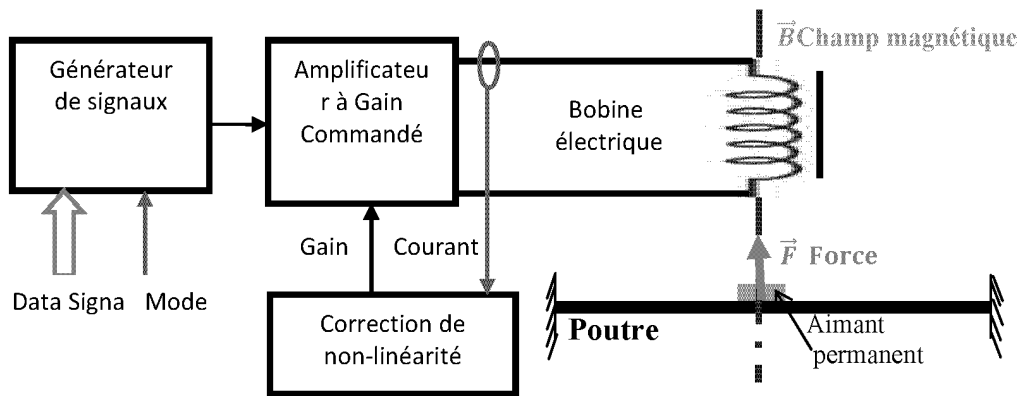 Générateur
de signaux
Amplificateu
r à Gain
Commandé
Bobine
électrique
B Champ magnétique
Gain
Courant
F Force
Data Signa
Mode
Correction de
non-linéarité
Poutre
Aimant
permanent